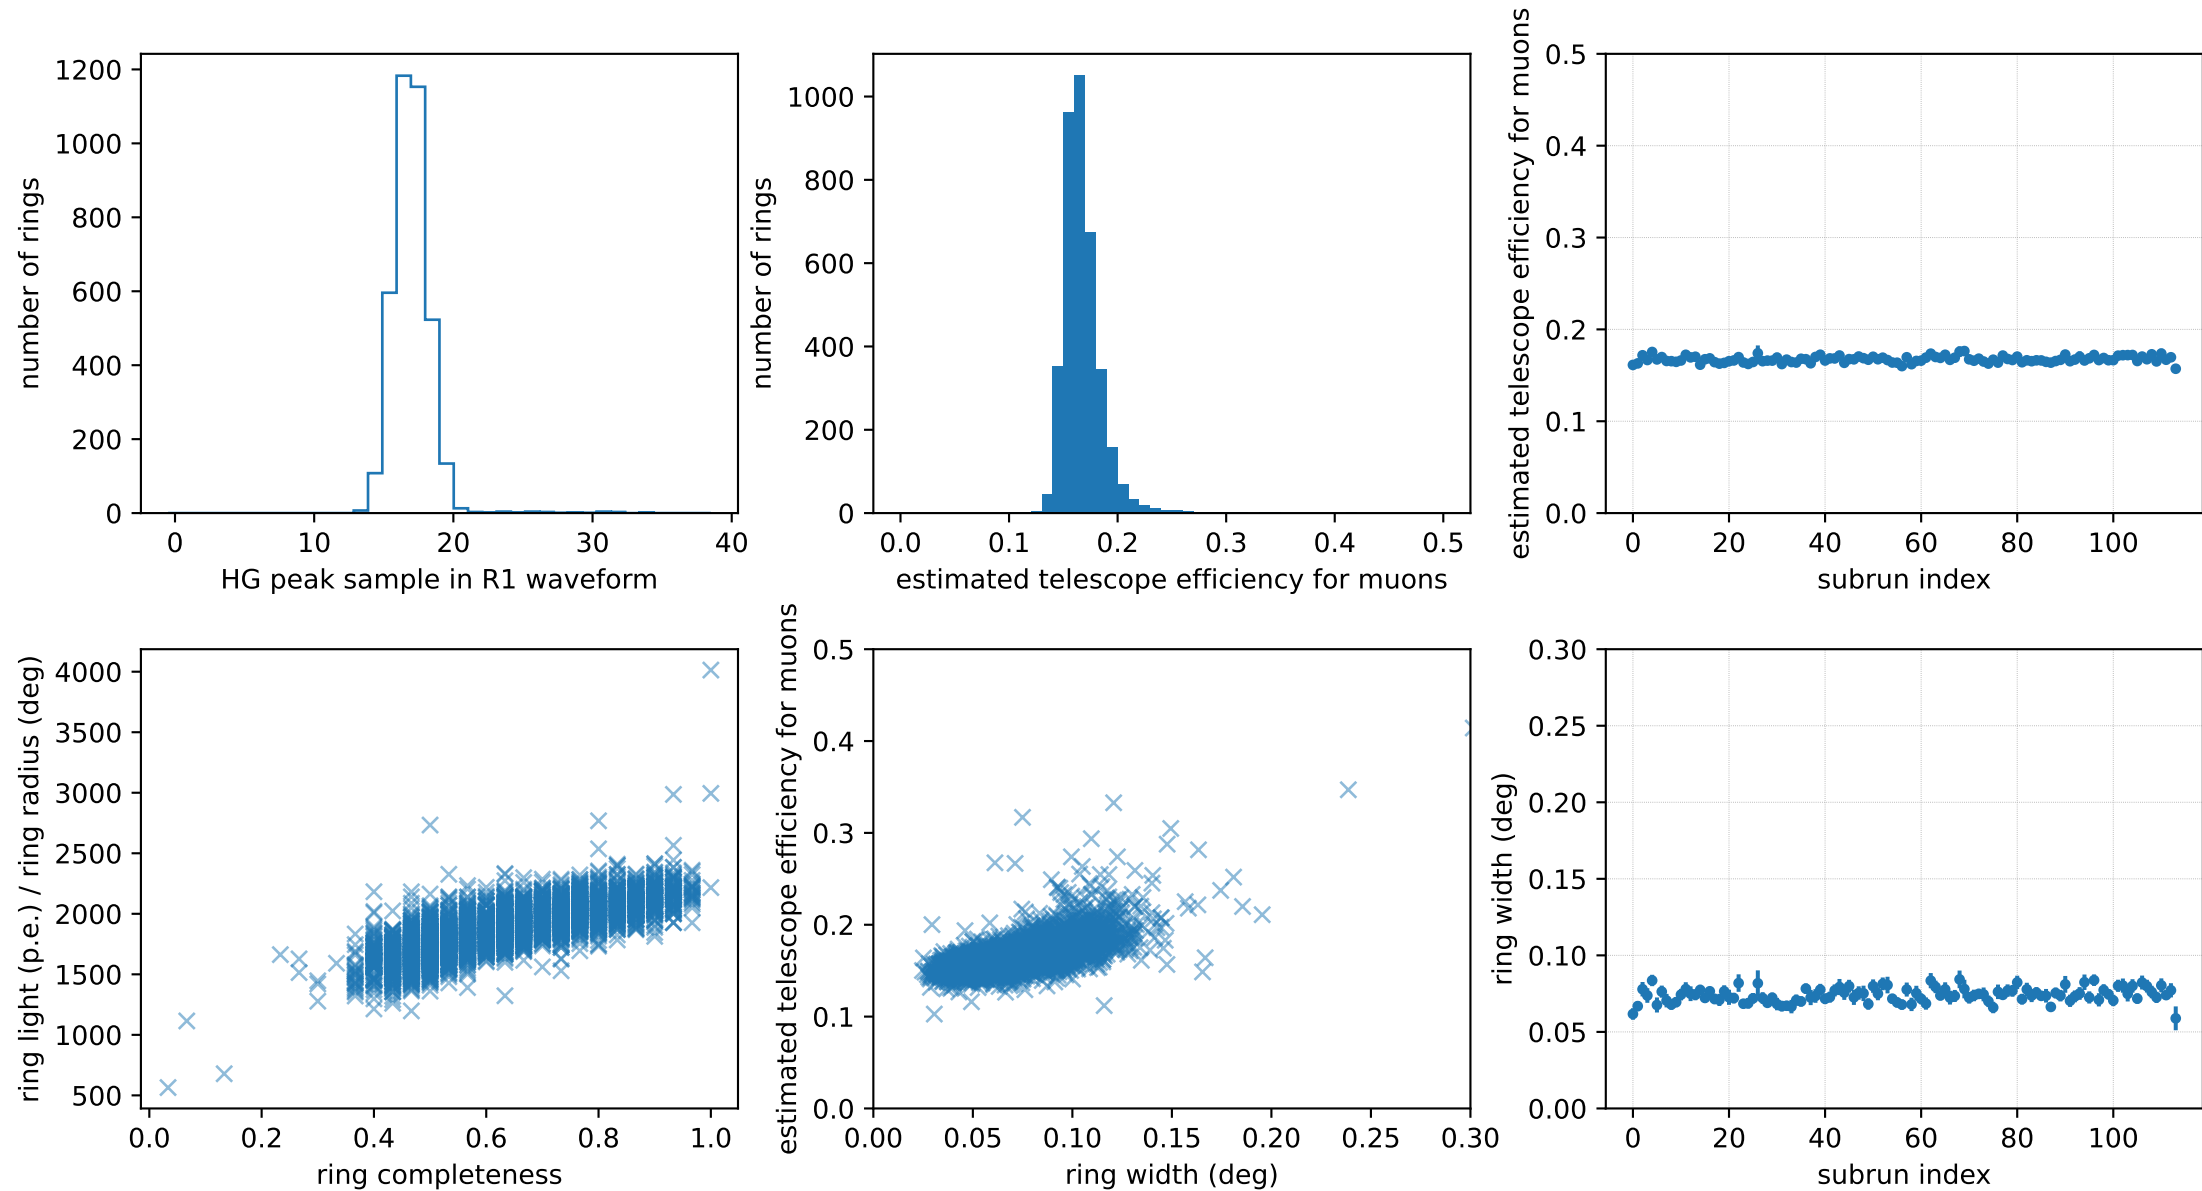 number of rings
1200
1000
800
600
400
200
0
0 10 20 30 40
HG peak sample in R1 waveform
number of rings
1000
800
600
400
200
0
0.0 0.1 0.2 0.3 0.4 0.5
estimated telescope efficiency for muons
estimated telescope efficiency for muons
0.5
0.4
0.3
0.2
0.1
0.0
0 20 40 60 80 100
subrun index
ring light (p.e.) / ring radius (deg)
4000
3500
3000
2500
2000
1500
1000
500
0.0 0.2 0.4 0.6 0.8 1.0
ring completeness
estimated telescope efficiency for muons
0.5
0.4
0.3
0.2
0.1
0.0
0.00 0.05 0.10 0.15 0.20 0.25 0.30
ring width (deg)
ring width (deg)
0.30
0.25
0.20
0.15
0.10
0.05
0.00
0 20 40 60 80 100
subrun index